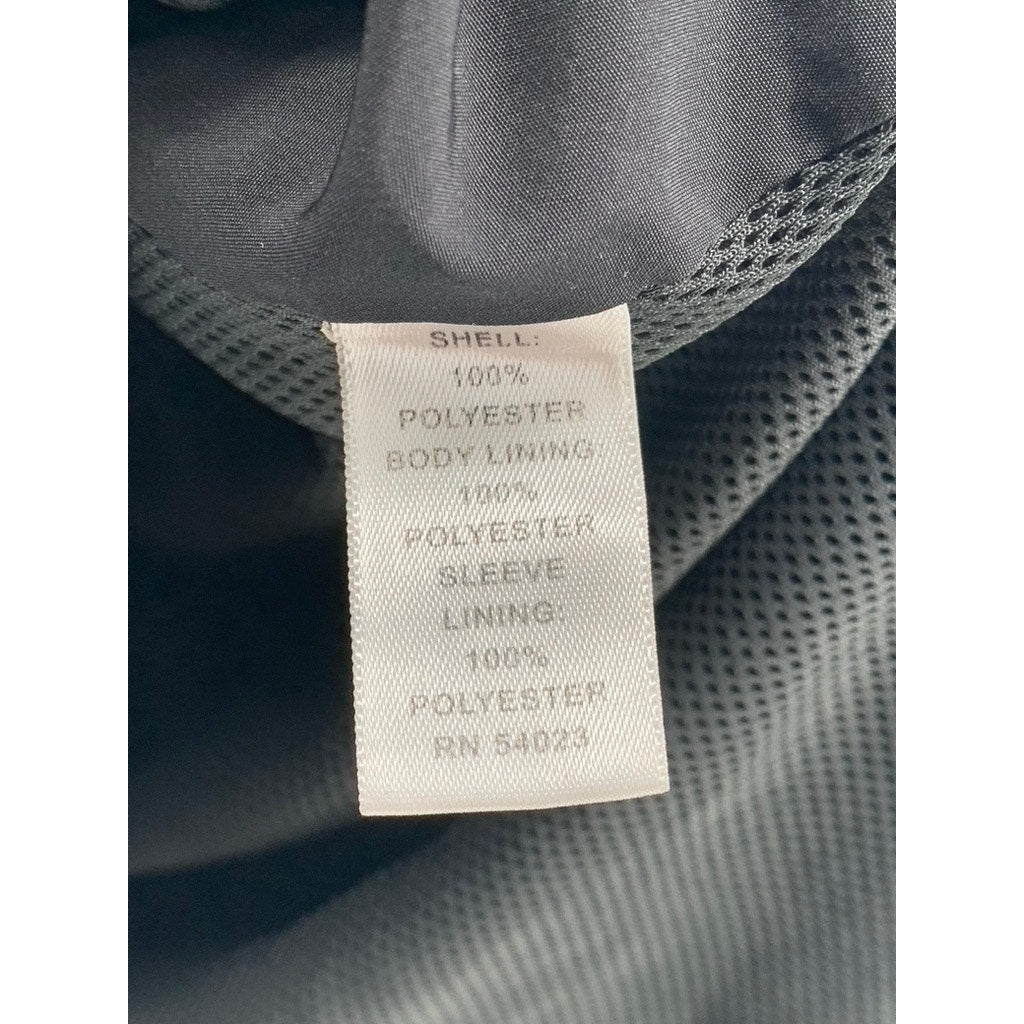 SHELL:
100%
POLYESTER
BODY LINING:
100%
POLYESTER
SLEEVE
LINING:
100%
POLYESTER
RN 54023